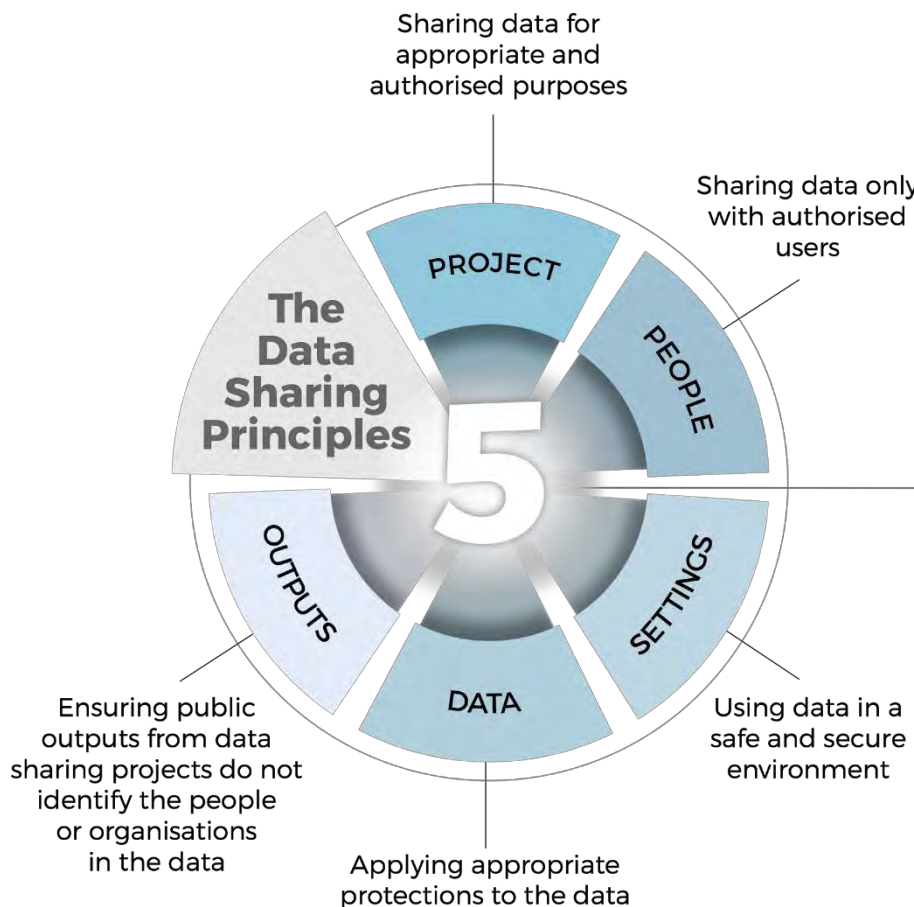 Sharing data for
appropriate and
authorised purposes
Sharing data only
with authorised
users
PROJECT
PEOPLE
The
Data
Sharing
Principles
5
OUTPUTS
SETTINGS
DATA
Ensuring public
outputs from data
sharing projects do not
identify the people
or organisations
in the data
Using data in a
safe and secure
environment
Applying appropriate
protections to the data